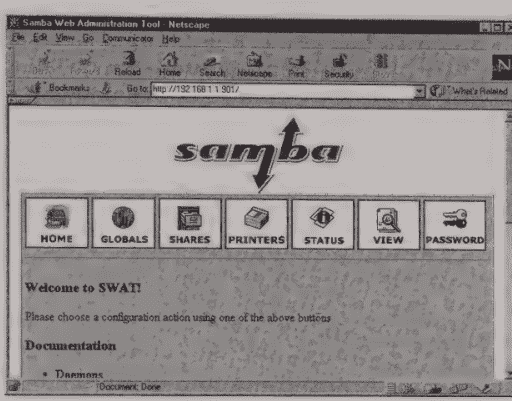 Samba Web Administration Tool - Netscape
File Edit View Go Communicator Help
Reload Home Search Netscape Print Security
Bookmarks Go to: http://192.168.1.1:901/ What's Related
samba
HOME GLOBALS SHARES PRINTERS STATUS VIEW PASSWORD
Welcome to SWAT!
Please choose a configuration action using one of the above buttons
Documentation
• Daemons
Document: Done